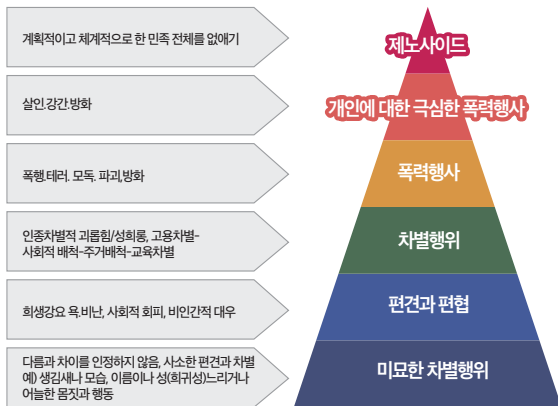 계획적이고 체계적으로 한 민족 전체를 없애기
제노사이드
살인.강간.방화
개인에 대한 극심한 폭력행사
폭행.테러. 모독. 파괴,방화
폭력행사
인종차별적 괴롭힘/성희롱, 고용차별-
사회적 배척-주거배척-교육차별
차별행위
희생강요 욕.비난, 사회적 회피, 비인간적 대우
편견과 편협
다름과 차이를 인정하지 않음, 사소한 편견과 차별
예) 생김새나 모습, 이름이나 성(희귀성)느리거나
어눌한 몸짓과 행동
미묘한 차별행위